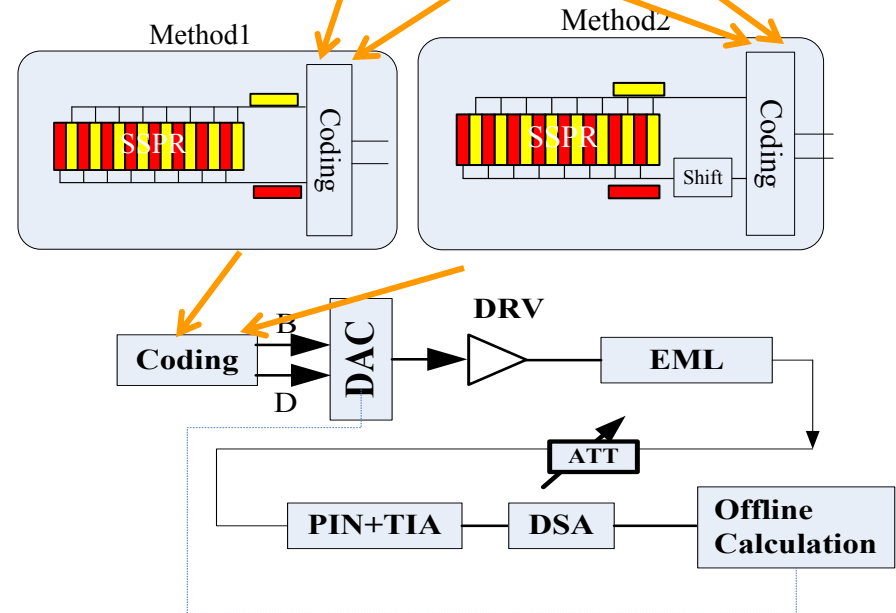 Method1
Method2
SSPR
Coding
SSPR
Shift
Coding
DRV
B
Coding
DAC
EML
D
ATT
PIN+TIA
DSA
Offline
Calculation